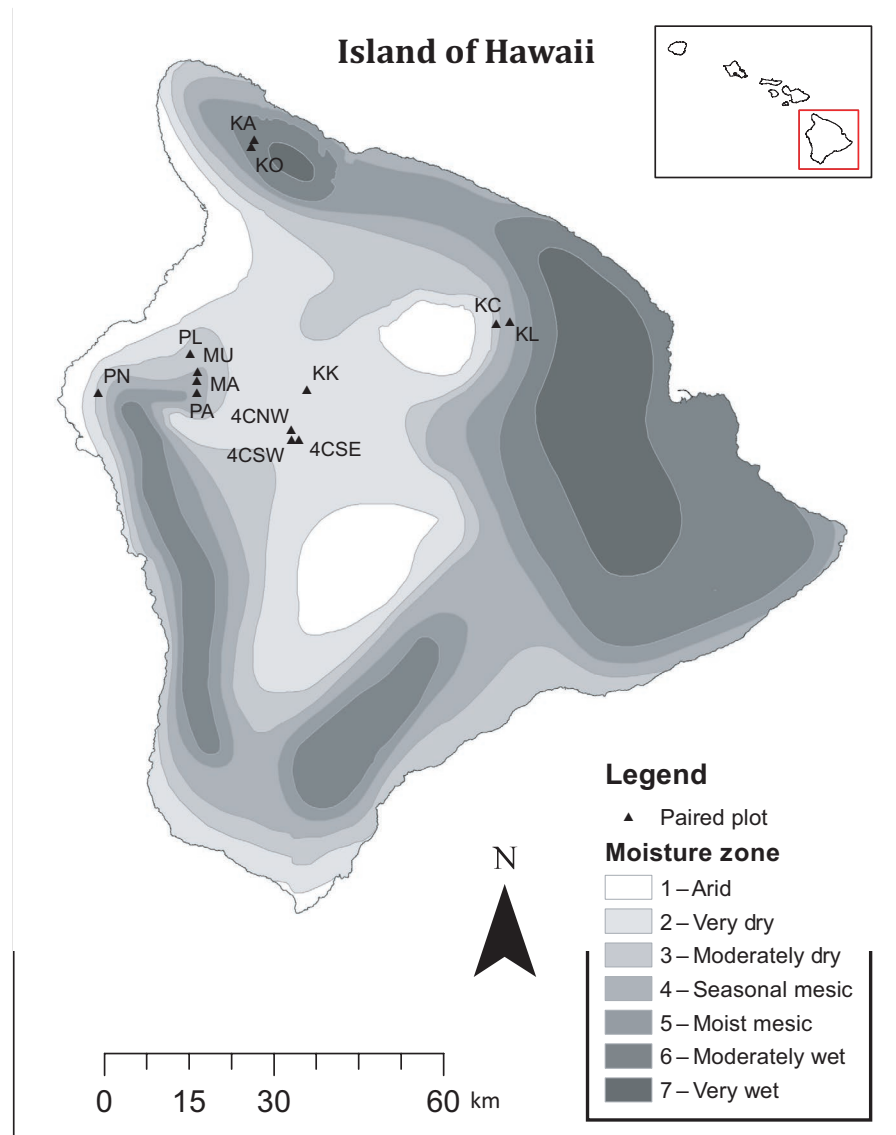 Island of Hawaii
KA
KO
KC
KL
PL
MU
PN
MA
KK
PA
4CNW
4CSW
4CSE
Legend
Paired plot
Moisture zone
1 – Arid
2 – Very dry
3 – Moderately dry
4 – Seasonal mesic
5 – Moist mesic
6 – Moderately wet
7 – Very wet
N
0 15 30 60 km